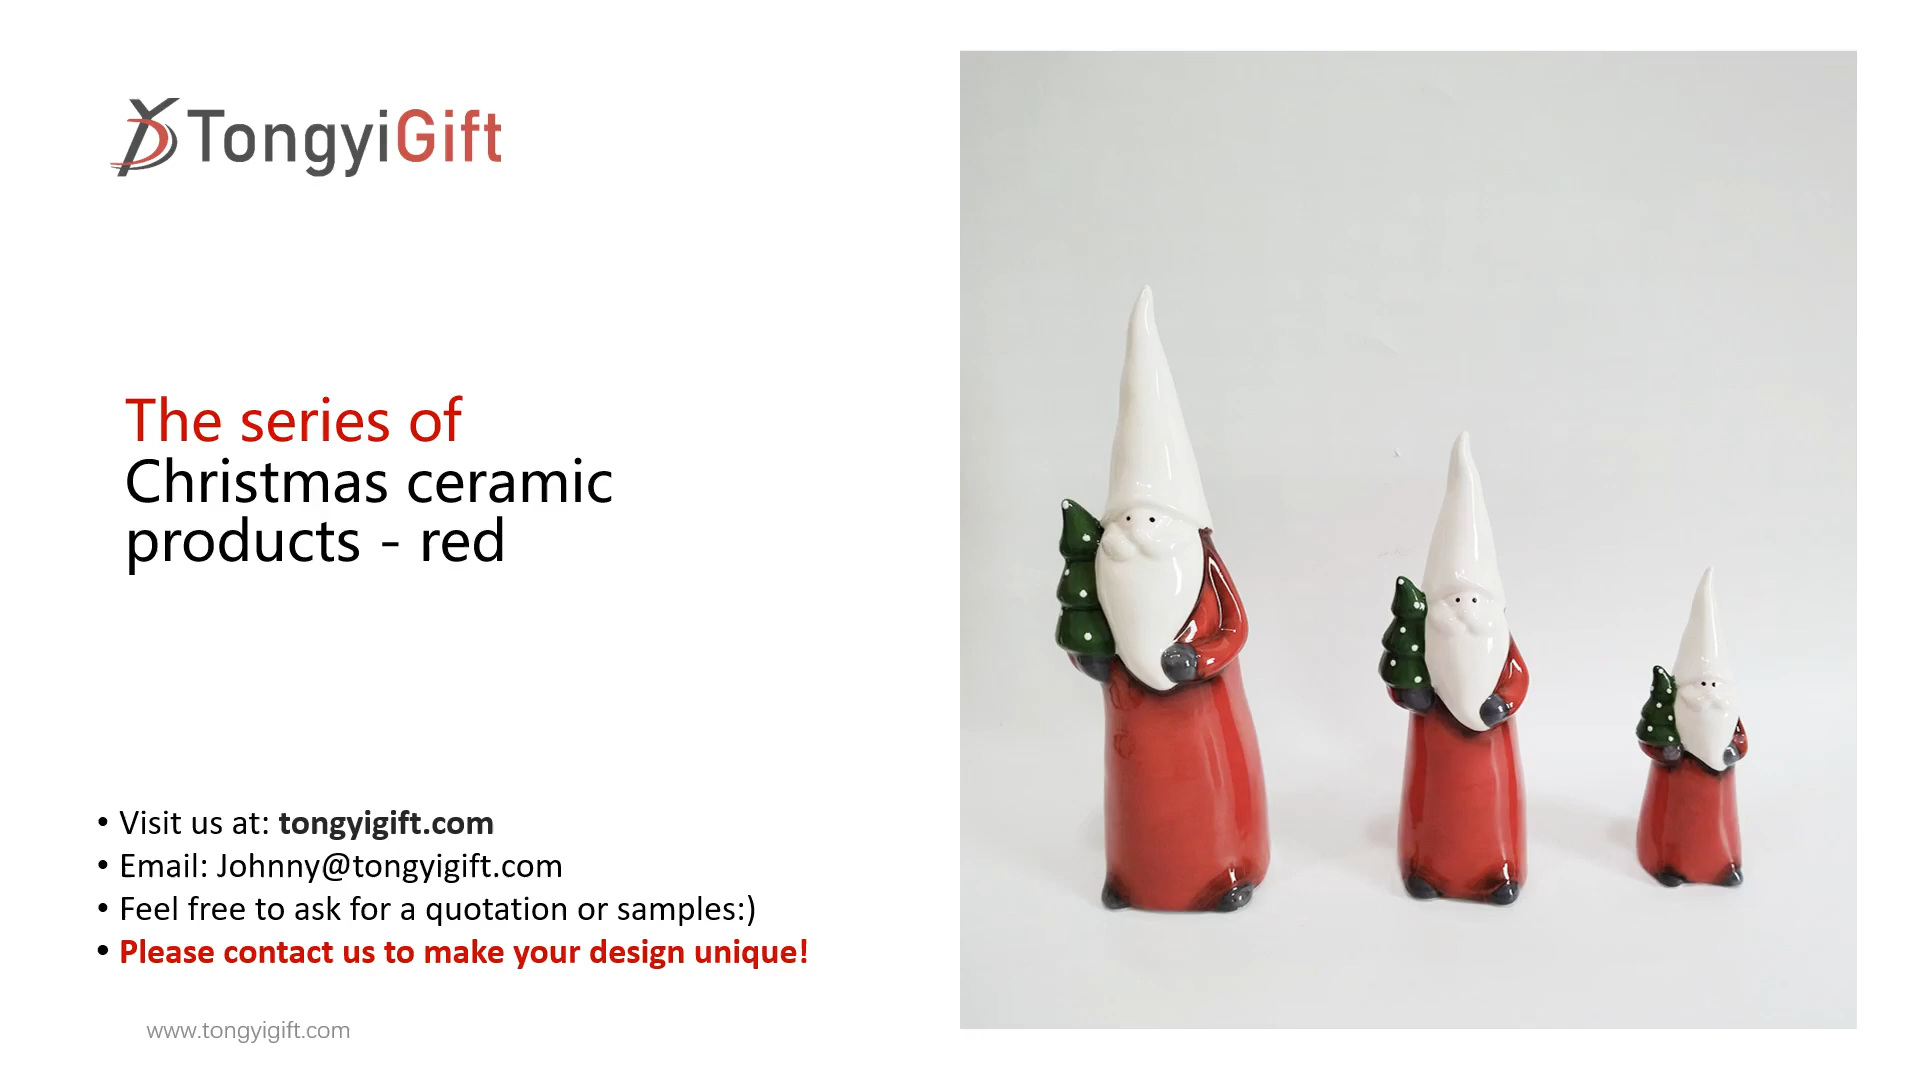 TongyiGift
The series of
Christmas ceramic
products - red
• Visit us at: tongyigift.com
• Email: Johnny@tongyigift.com
• Feel free to ask for a quotation or samples:)
• Please contact us to make your design unique!
www.tongyigift.com